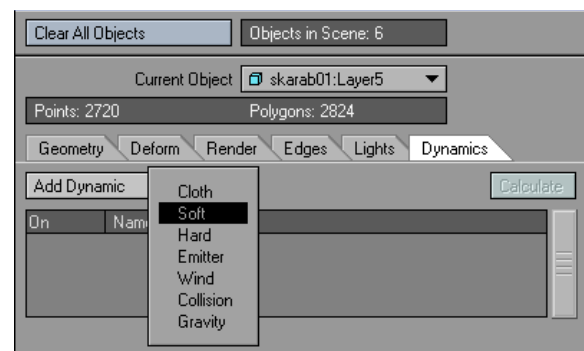 Clear All Objects Objects in Scene: 6
Current Object skarab01:Layer5
Points: 2720 Polygons: 2824
Geometry Deform Render Edges Lights Dynamics
Add Dynamic Calculate
On Nam
Cloth
Soft
Hard
Emitter
Wind
Collision
Gravity